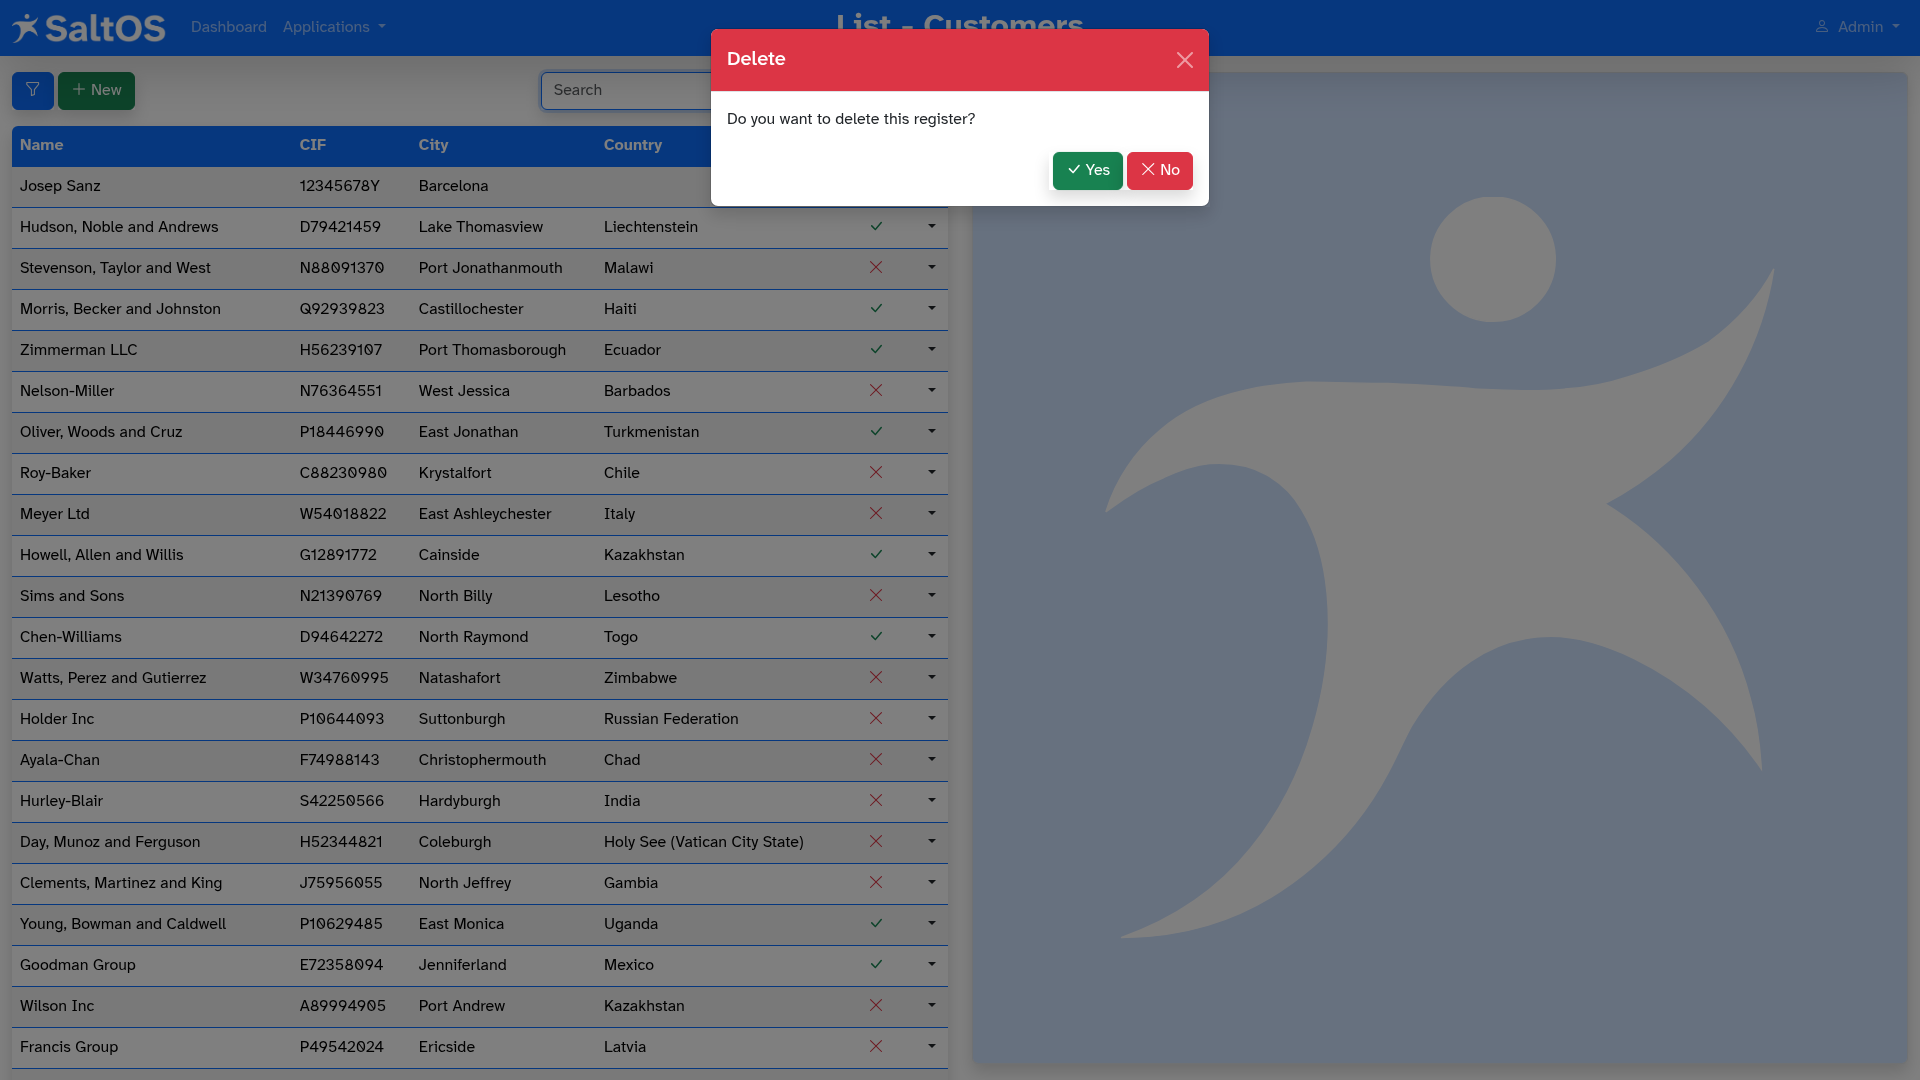 SaltOS Dashboard Applications List - Customers Admin
Delete
Do you want to delete this register?
Yes No
New Search
Name CIF City Country
Josep Sanz 12345678Y Barcelona
Hudson, Noble and Andrews D79421459 Lake Thomasview Liechtenstein
Stevenson, Taylor and West N88091370 Port Jonathanmouth Malawi
Morris, Becker and Johnston Q92939823 Castillochester Haiti
Zimmerman LLC H56239107 Port Thomasborough Ecuador
Nelson-Miller N76364551 West Jessica Barbados
Oliver, Woods and Cruz P18446990 East Jonathan Turkmenistan
Roy-Baker C88230980 Krystalfort Chile
Meyer Ltd W54018822 East Ashleychester Italy
Howell, Allen and Willis G12891772 Cainside Kazakhstan
Sims and Sons N21390769 North Billy Lesotho
Chen-Williams D94642272 North Raymond Togo
Watts, Perez and Gutierrez W34760995 Natashafort Zimbabwe
Holder Inc P10644093 Suttonburgh Russian Federation
Ayala-Chan F74988143 Christophermouth Chad
Hurley-Blair S42250566 Hardyburgh India
Day, Munoz and Ferguson H52344821 Coleburgh Holy See (Vatican City State)
Clements, Martinez and King J75956055 North Jeffrey Gambia
Young, Bowman and Caldwell P10629485 East Monica Uganda
Goodman Group E72358094 Jenniferland Mexico
Wilson Inc A89994905 Port Andrew Kazakhstan
Francis Group P49542024 Ericside Latvia